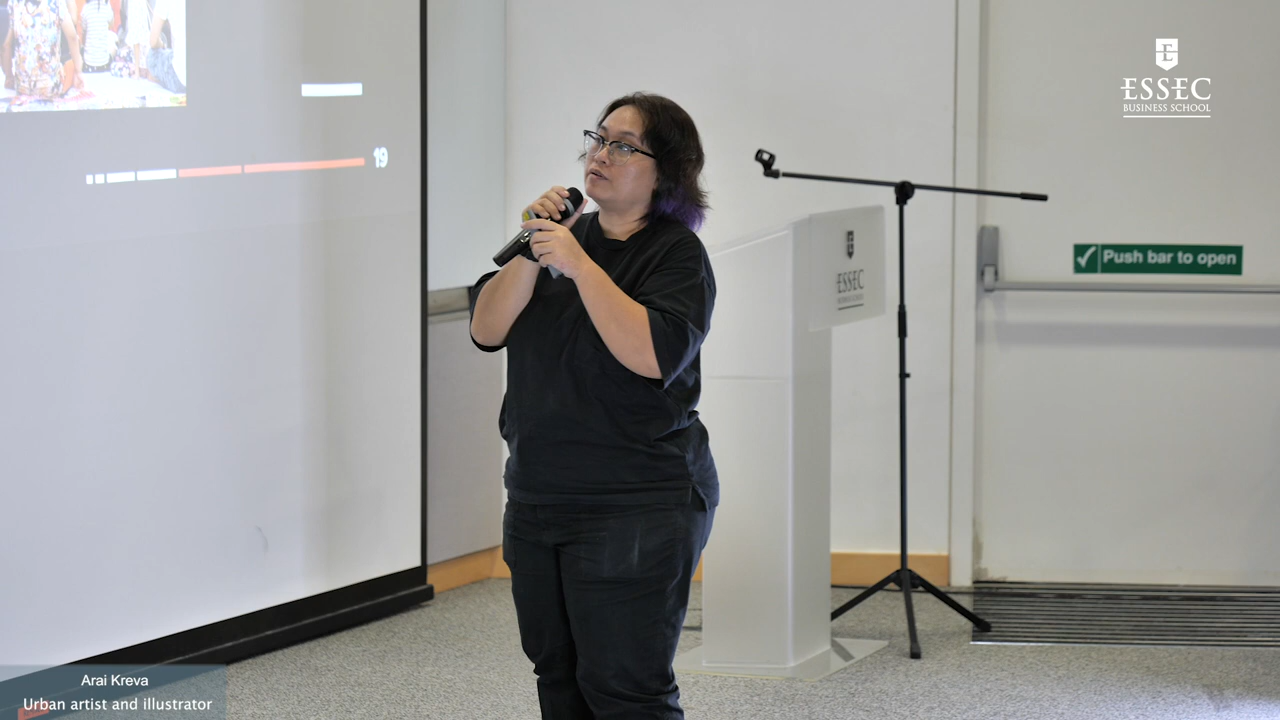 19
ESSEC
BUSINESS SCHOOL
ESSEC
Push bar to open
Arai Kreva
Urban artist and illustrator